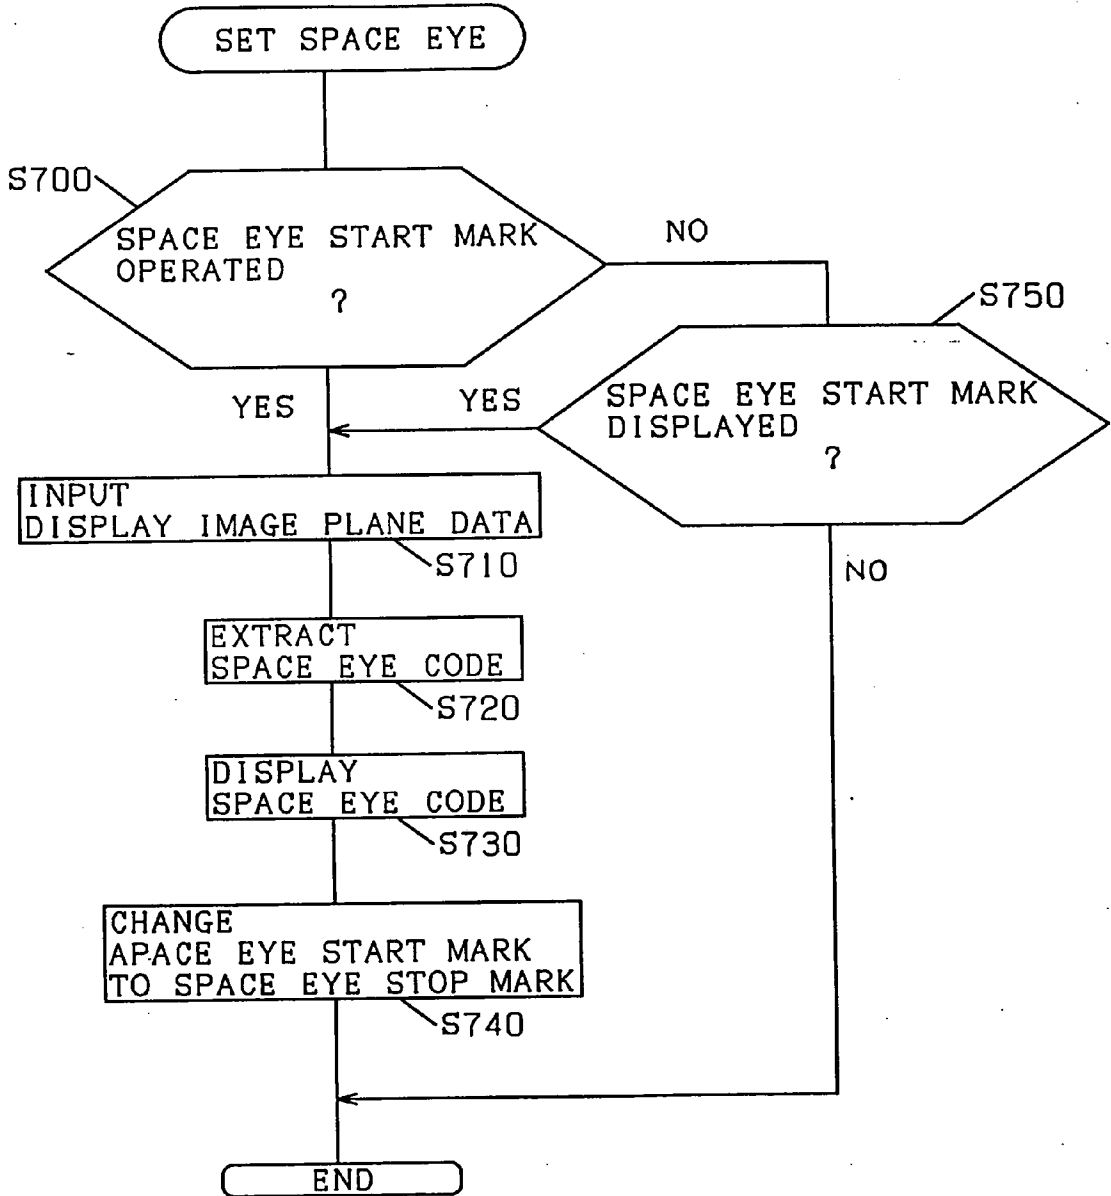 SET SPACE EYE
S700
SPACE EYE START MARK
OPERATED
?
NO
S750
YES
YES
SPACE EYE START MARK
DISPLAYED
?
INPUT
DISPLAY IMAGE PLANE DATA
S710
NO
EXTRACT
SPACE EYE CODE
S720
DISPLAY
SPACE EYE CODE
S730
CHANGE
APACE EYE START MARK
TO SPACE EYE STOP MARK
S740
END